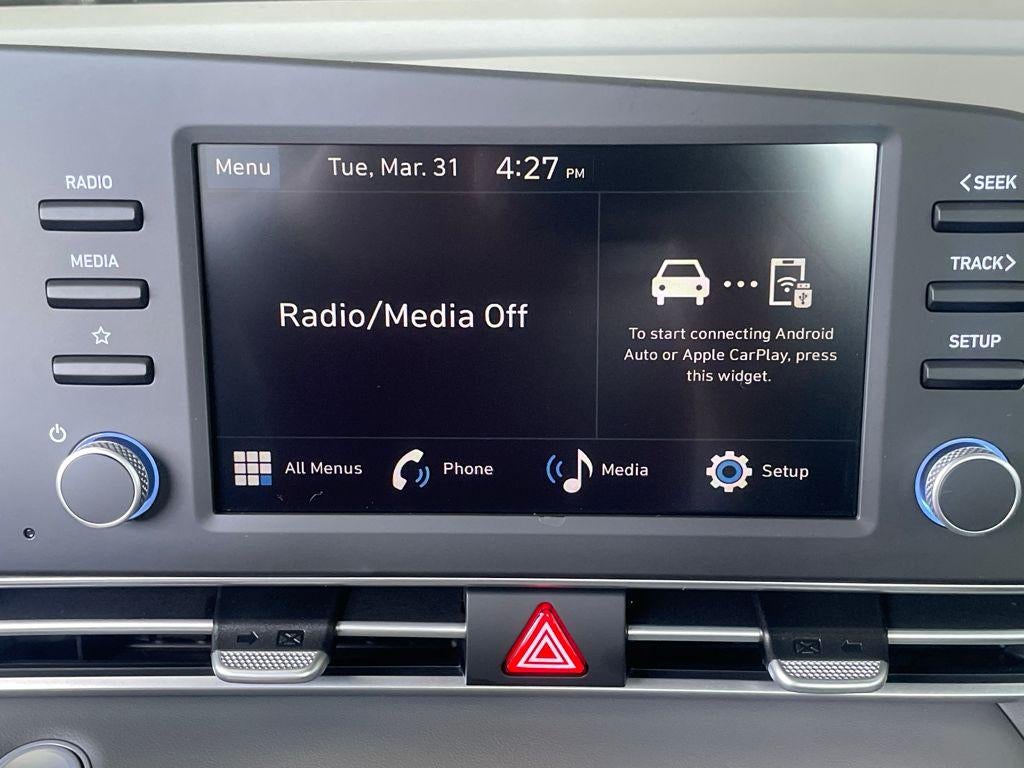 Menu
Tue, Mar. 31
4:27 PM
RADIO
MEDIA
<SEEK
TRACK>
SETUP
Radio/Media Off
To start connecting Android
Auto or Apple CarPlay, press
this widget.
All Menus
Phone
Media
Setup